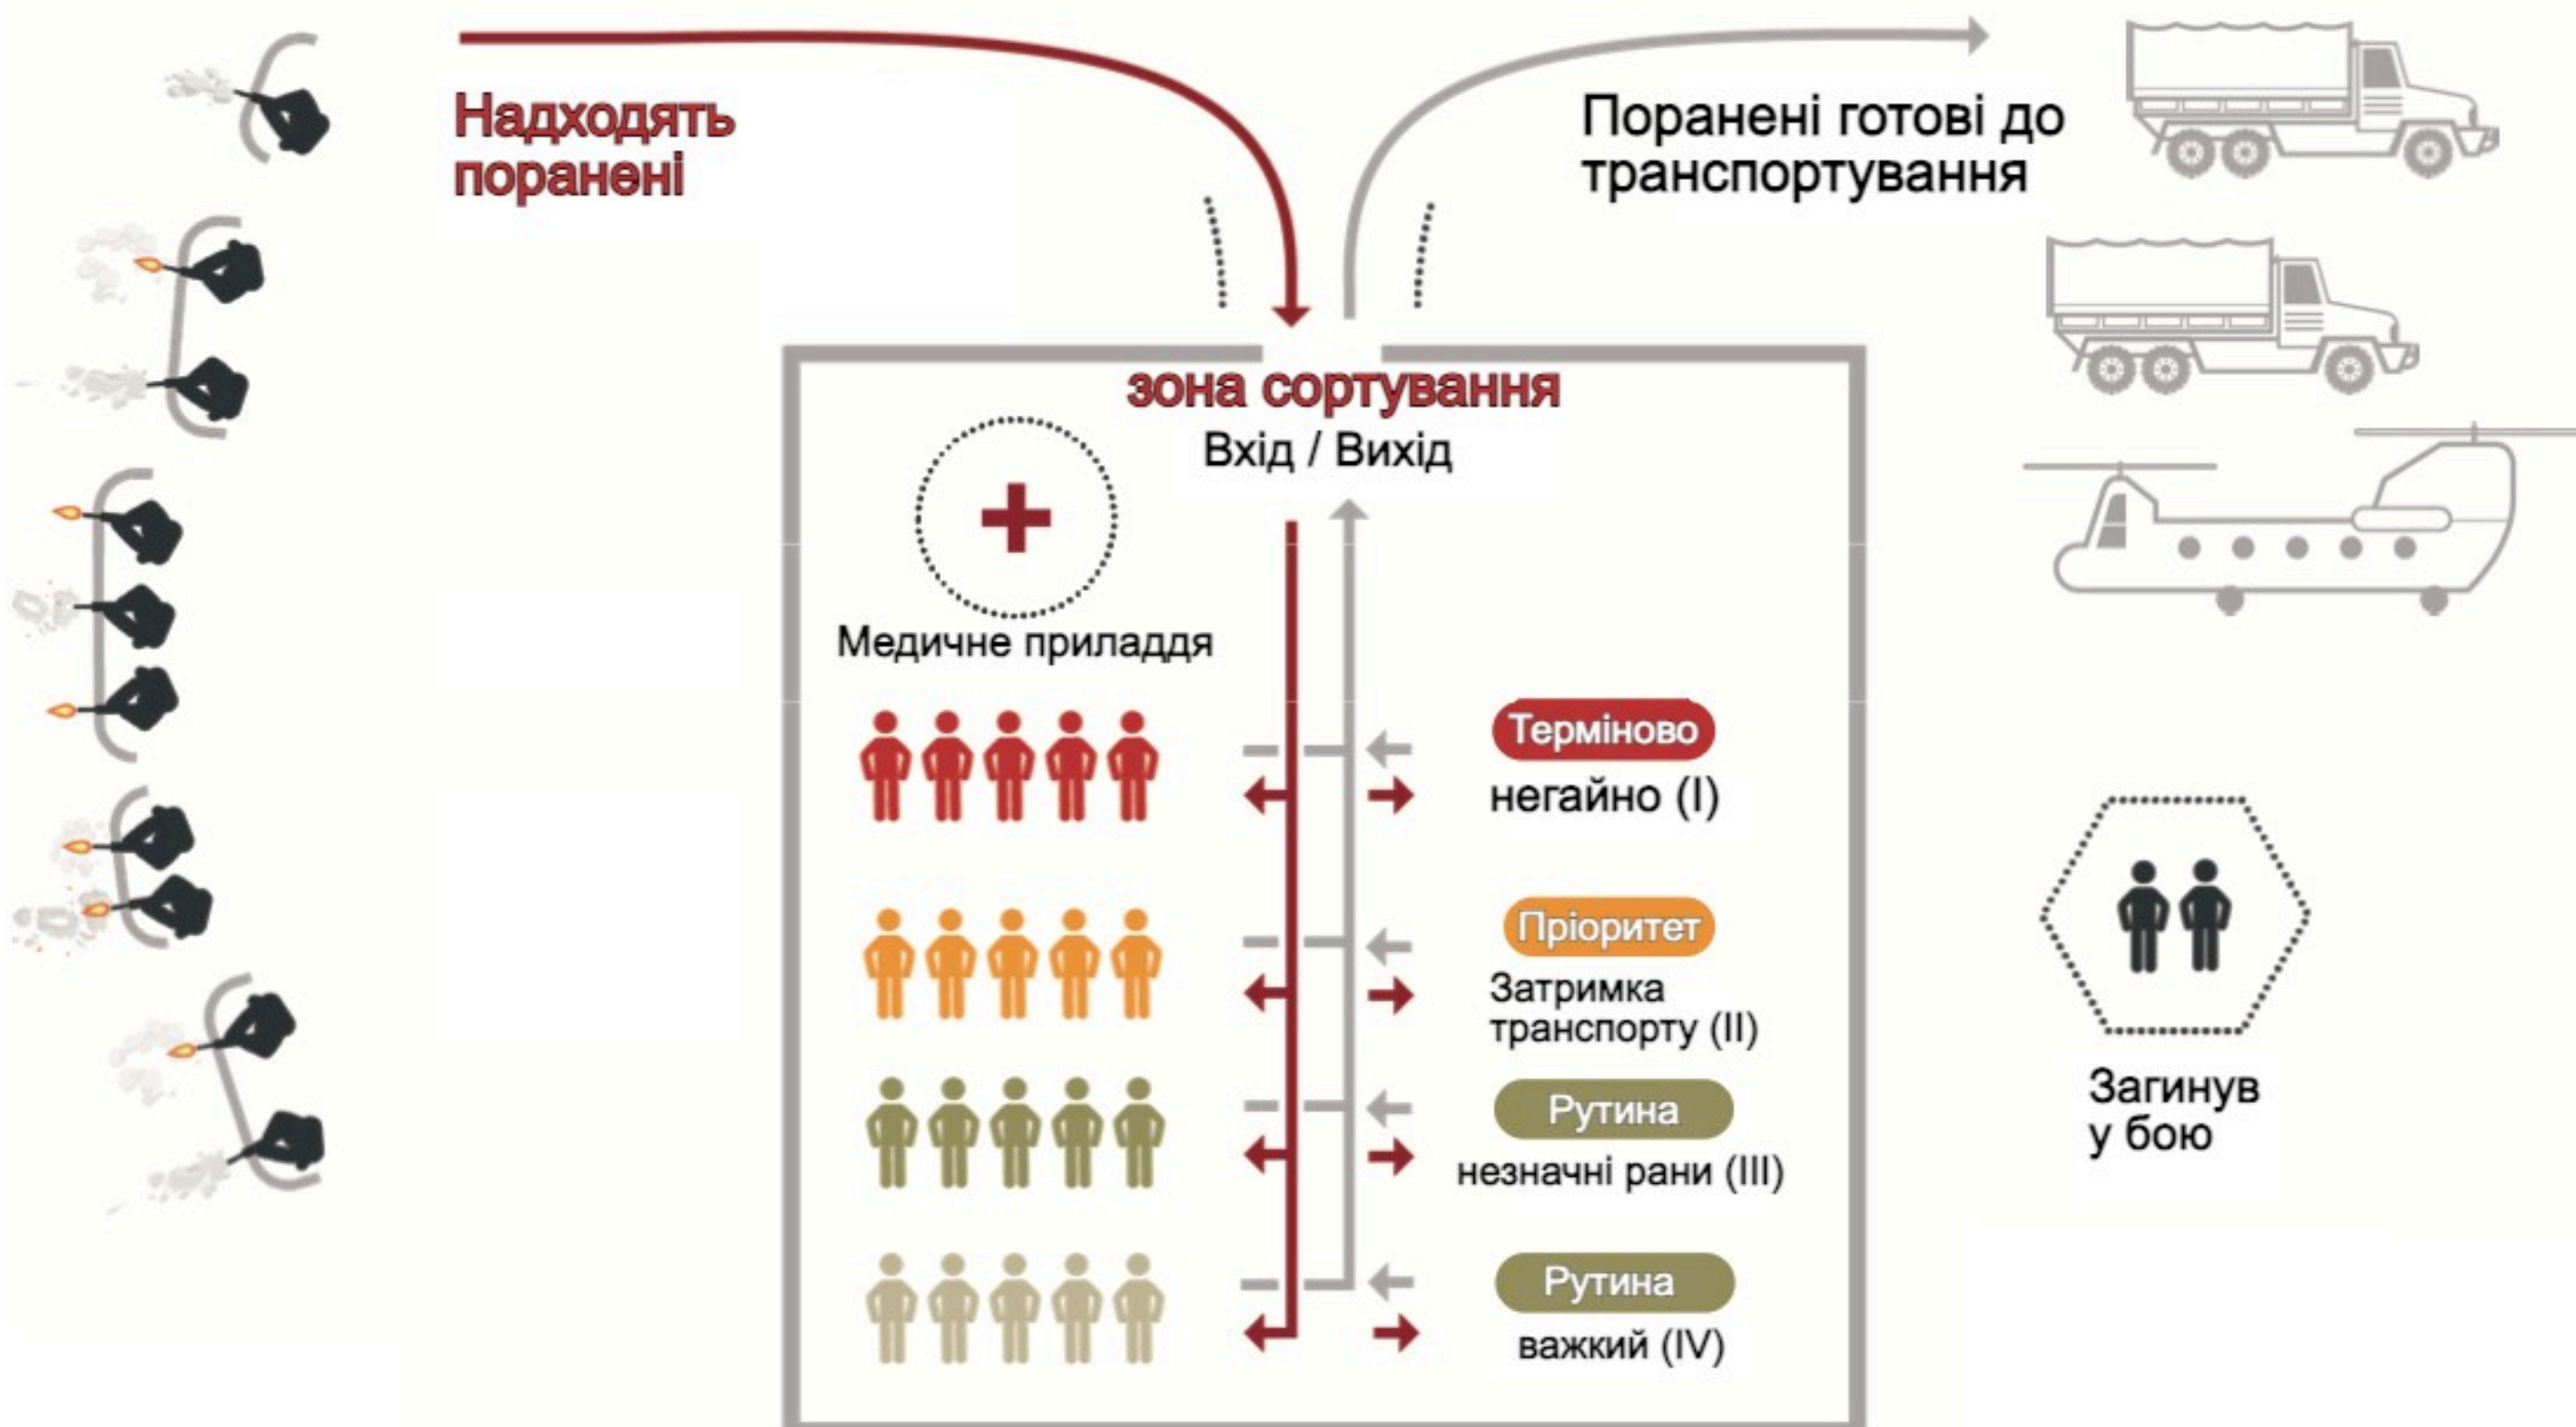 Надходять
поранені
Поранені готові до
транспортування
зона сортування
Вхід / Вихід
Медичне приладдя
Терміново
негайно (I)
Пріоритет
Затримка
транспорту (II)
Рутина
незначні рани (III)
Рутина
важкий (IV)
Загинув
у бою